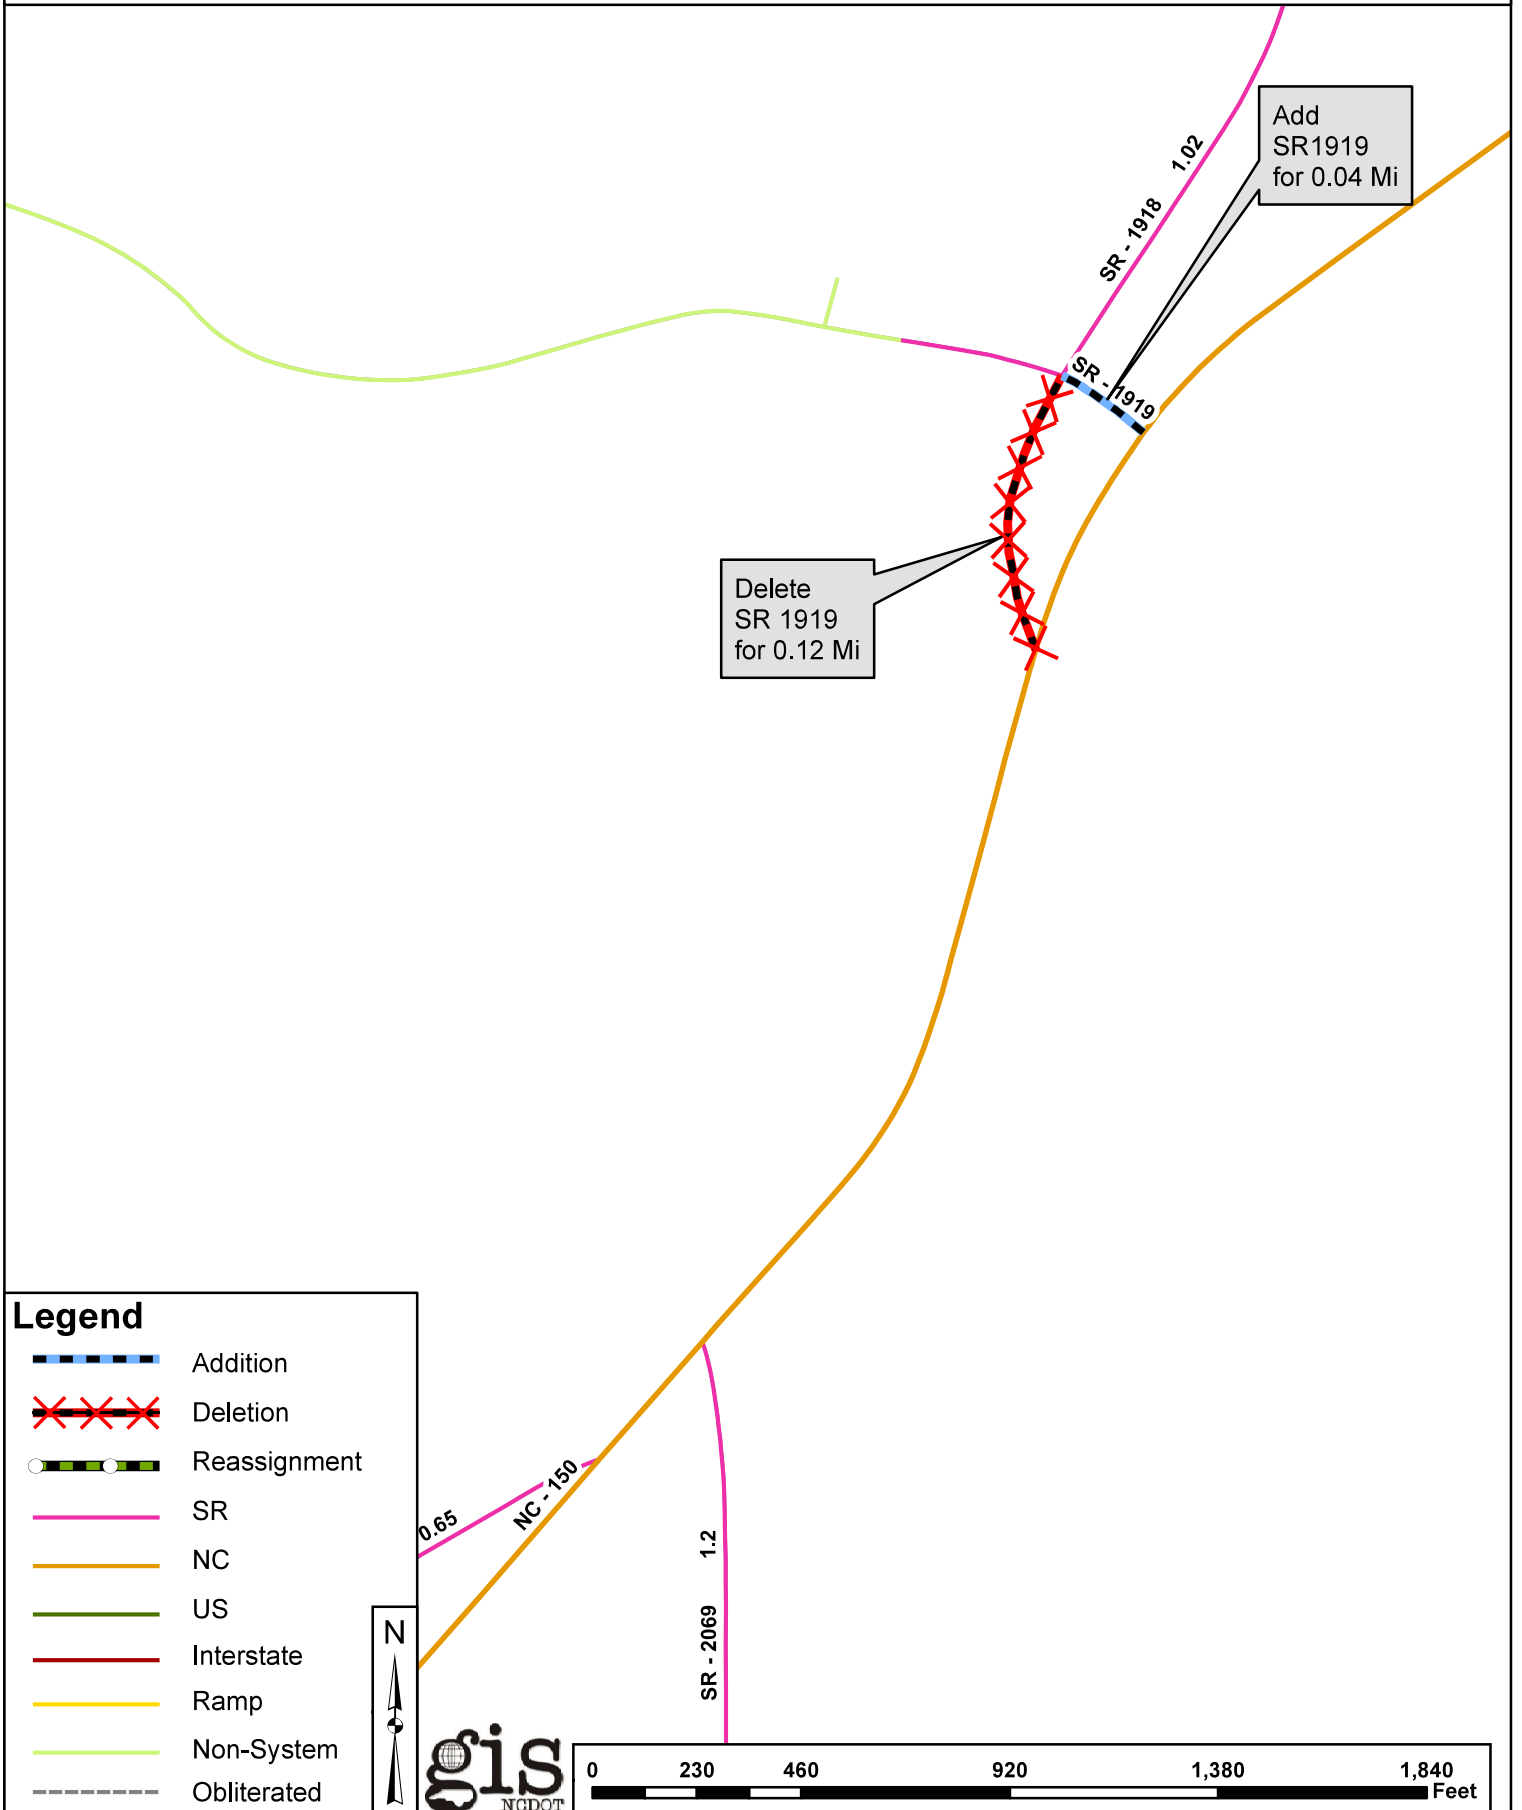 Add
SR1919
for 0.04 Mi
SR - 1918 1.02
SR - 1919
Delete
SR 1919
for 0.12 Mi
Legend
Addition
Deletion
Reassignment
SR
NC
US
Interstate
Ramp
Non-System
Obliterated
0.65
NC - 150
SR - 2069 1.2
N
gis
NCDOT
0 230 460 920 1,380 1,840
Feet